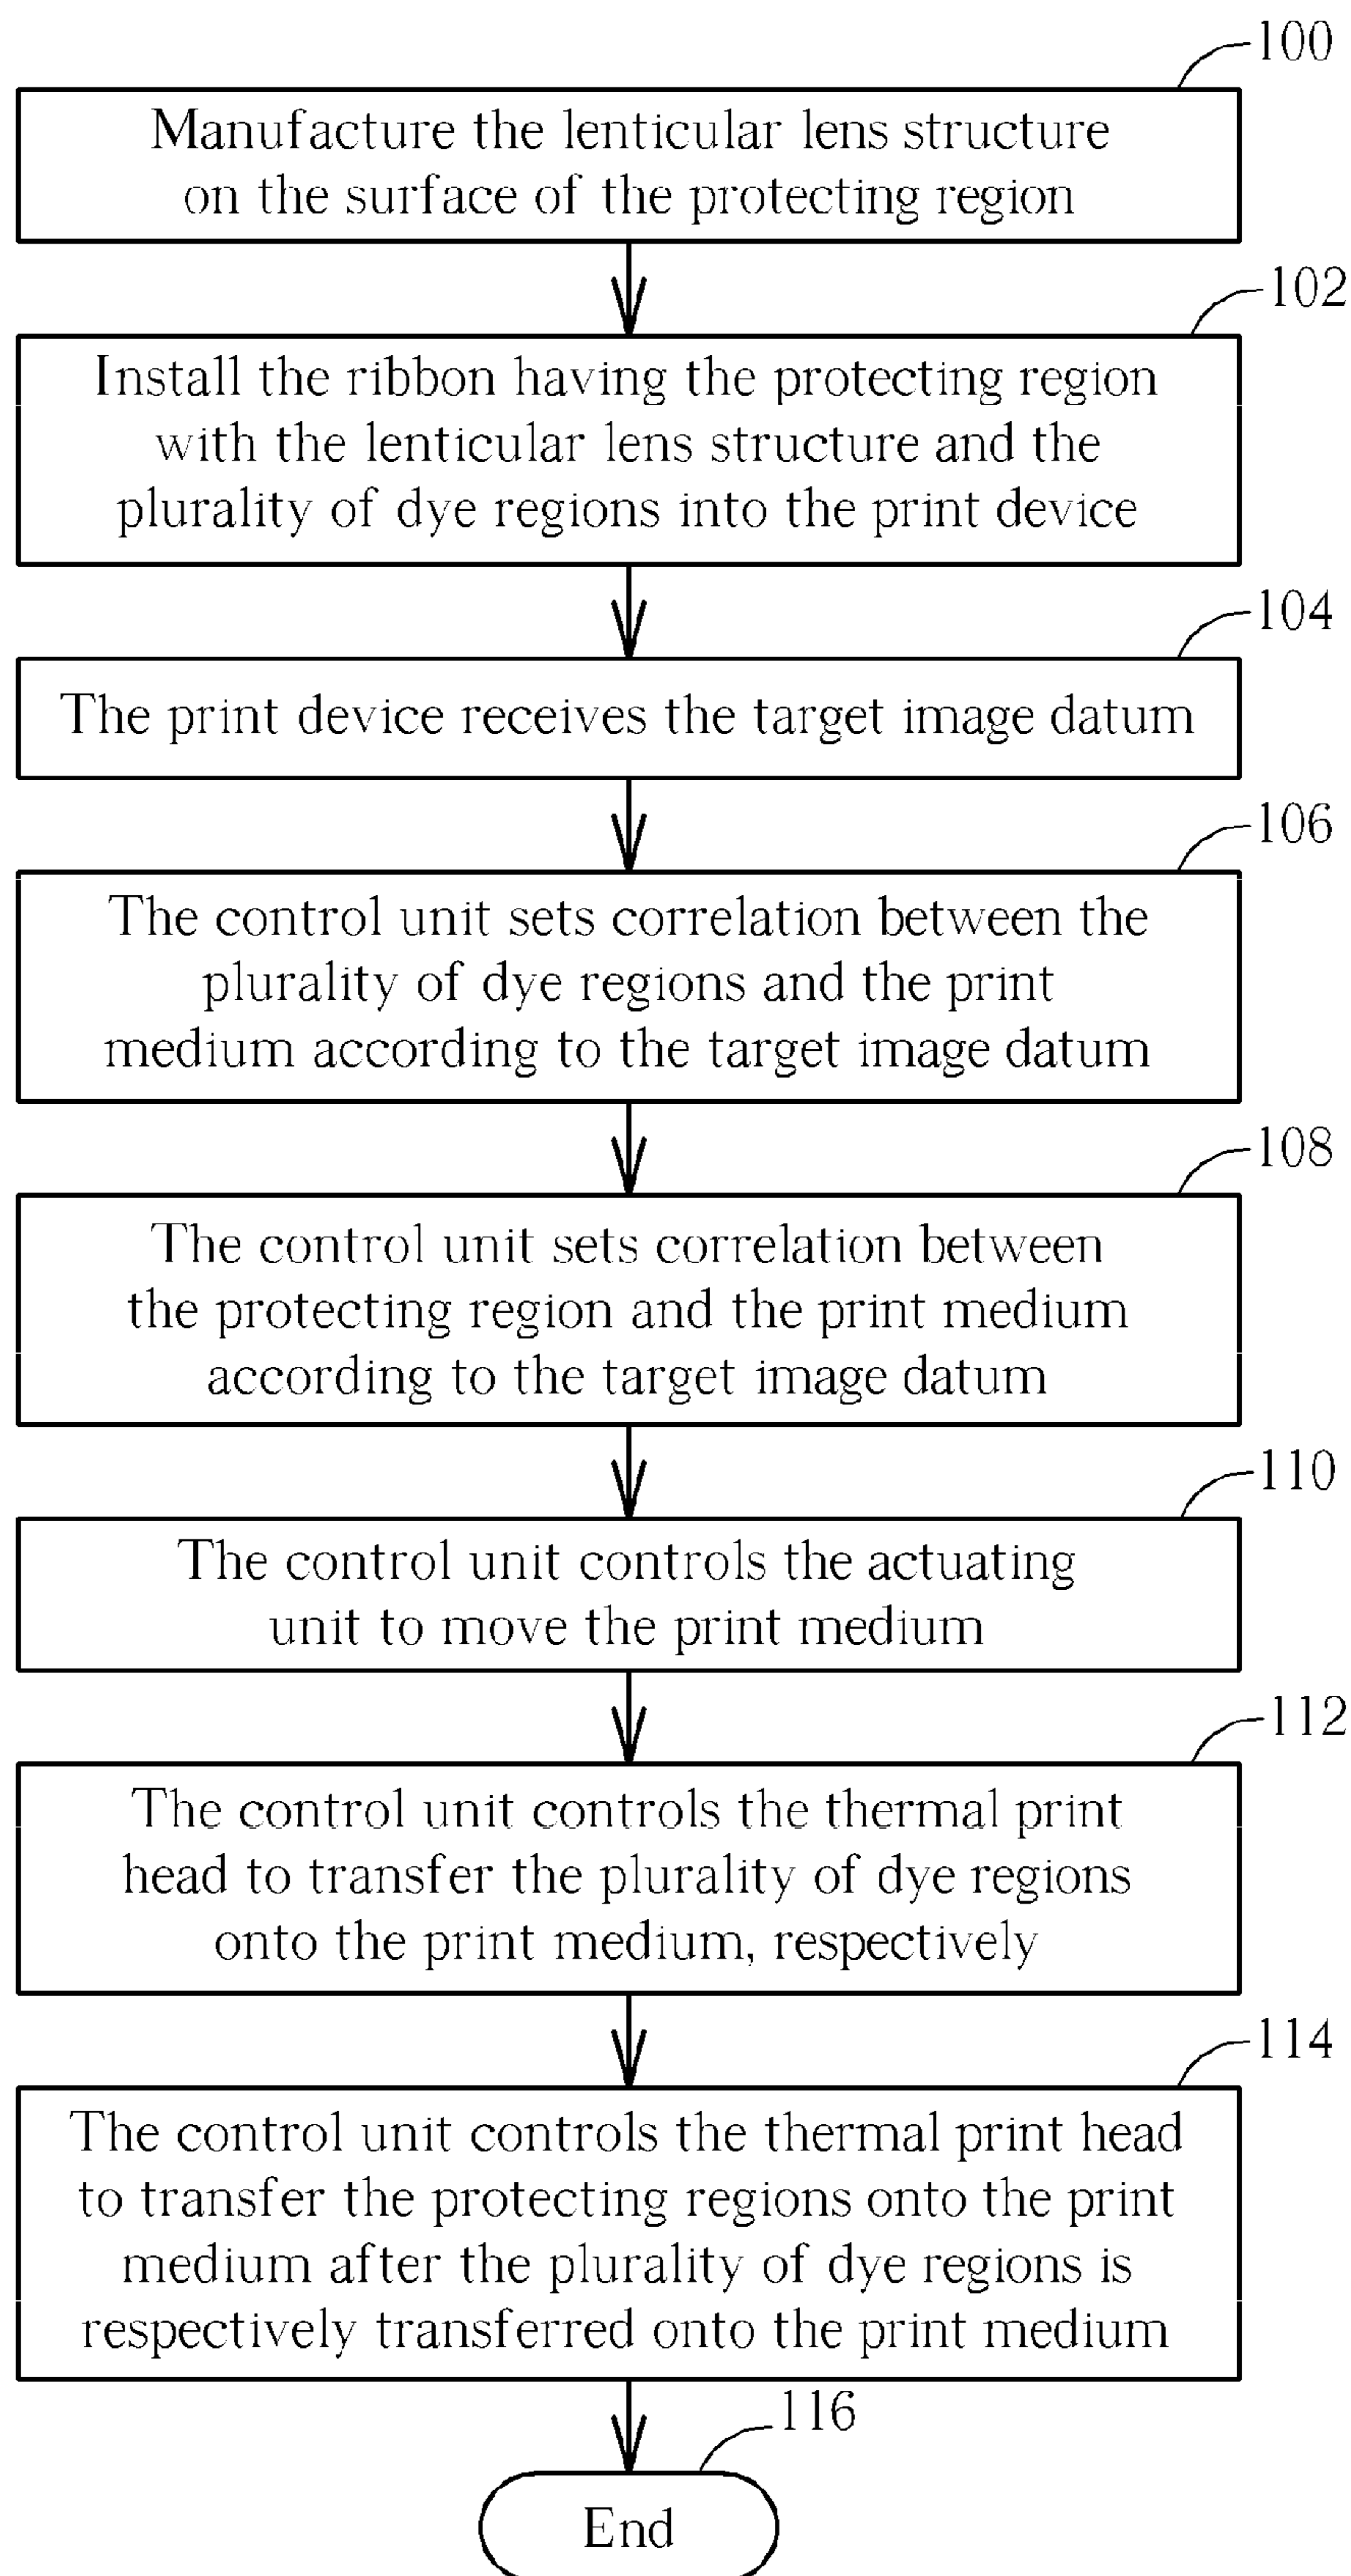 100
Manufacture the lenticular lens structure
on the surface of the protecting region
102
Install the ribbon having the protecting region
with the lenticular lens structure and the
plurality of dye regions into the print device
104
The print device receives the target image datum
106
The control unit sets correlation between the
plurality of dye regions and the print
medium according to the target image datum
108
The control unit sets correlation between
the protecting region and the print medium
according to the target image datum
110
The control unit controls the actuating
unit to move the print medium
112
The control unit controls the thermal print
head to transfer the plurality of dye regions
onto the print medium, respectively
114
The control unit controls the thermal print head
to transfer the protecting regions onto the print
medium after the plurality of dye regions is
respectively transferred onto the print medium
116
End